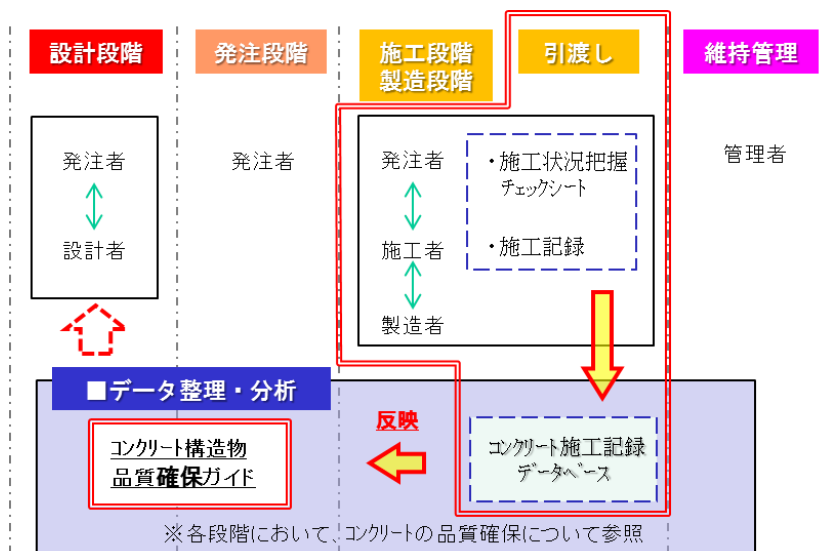 設計段階
発注段階
施工段階
製造段階
引渡し
維持管理
発注者
設計者
発注者
発注者
施工者
製造者
・施工状況把握
チェックシート
・施工記録
管理者
■データ整理・分析
コンクリート構造物
品質確保ガイド
反映
コンクリート施工記録
データベース
※各段階において、コンクリートの品質確保について参照